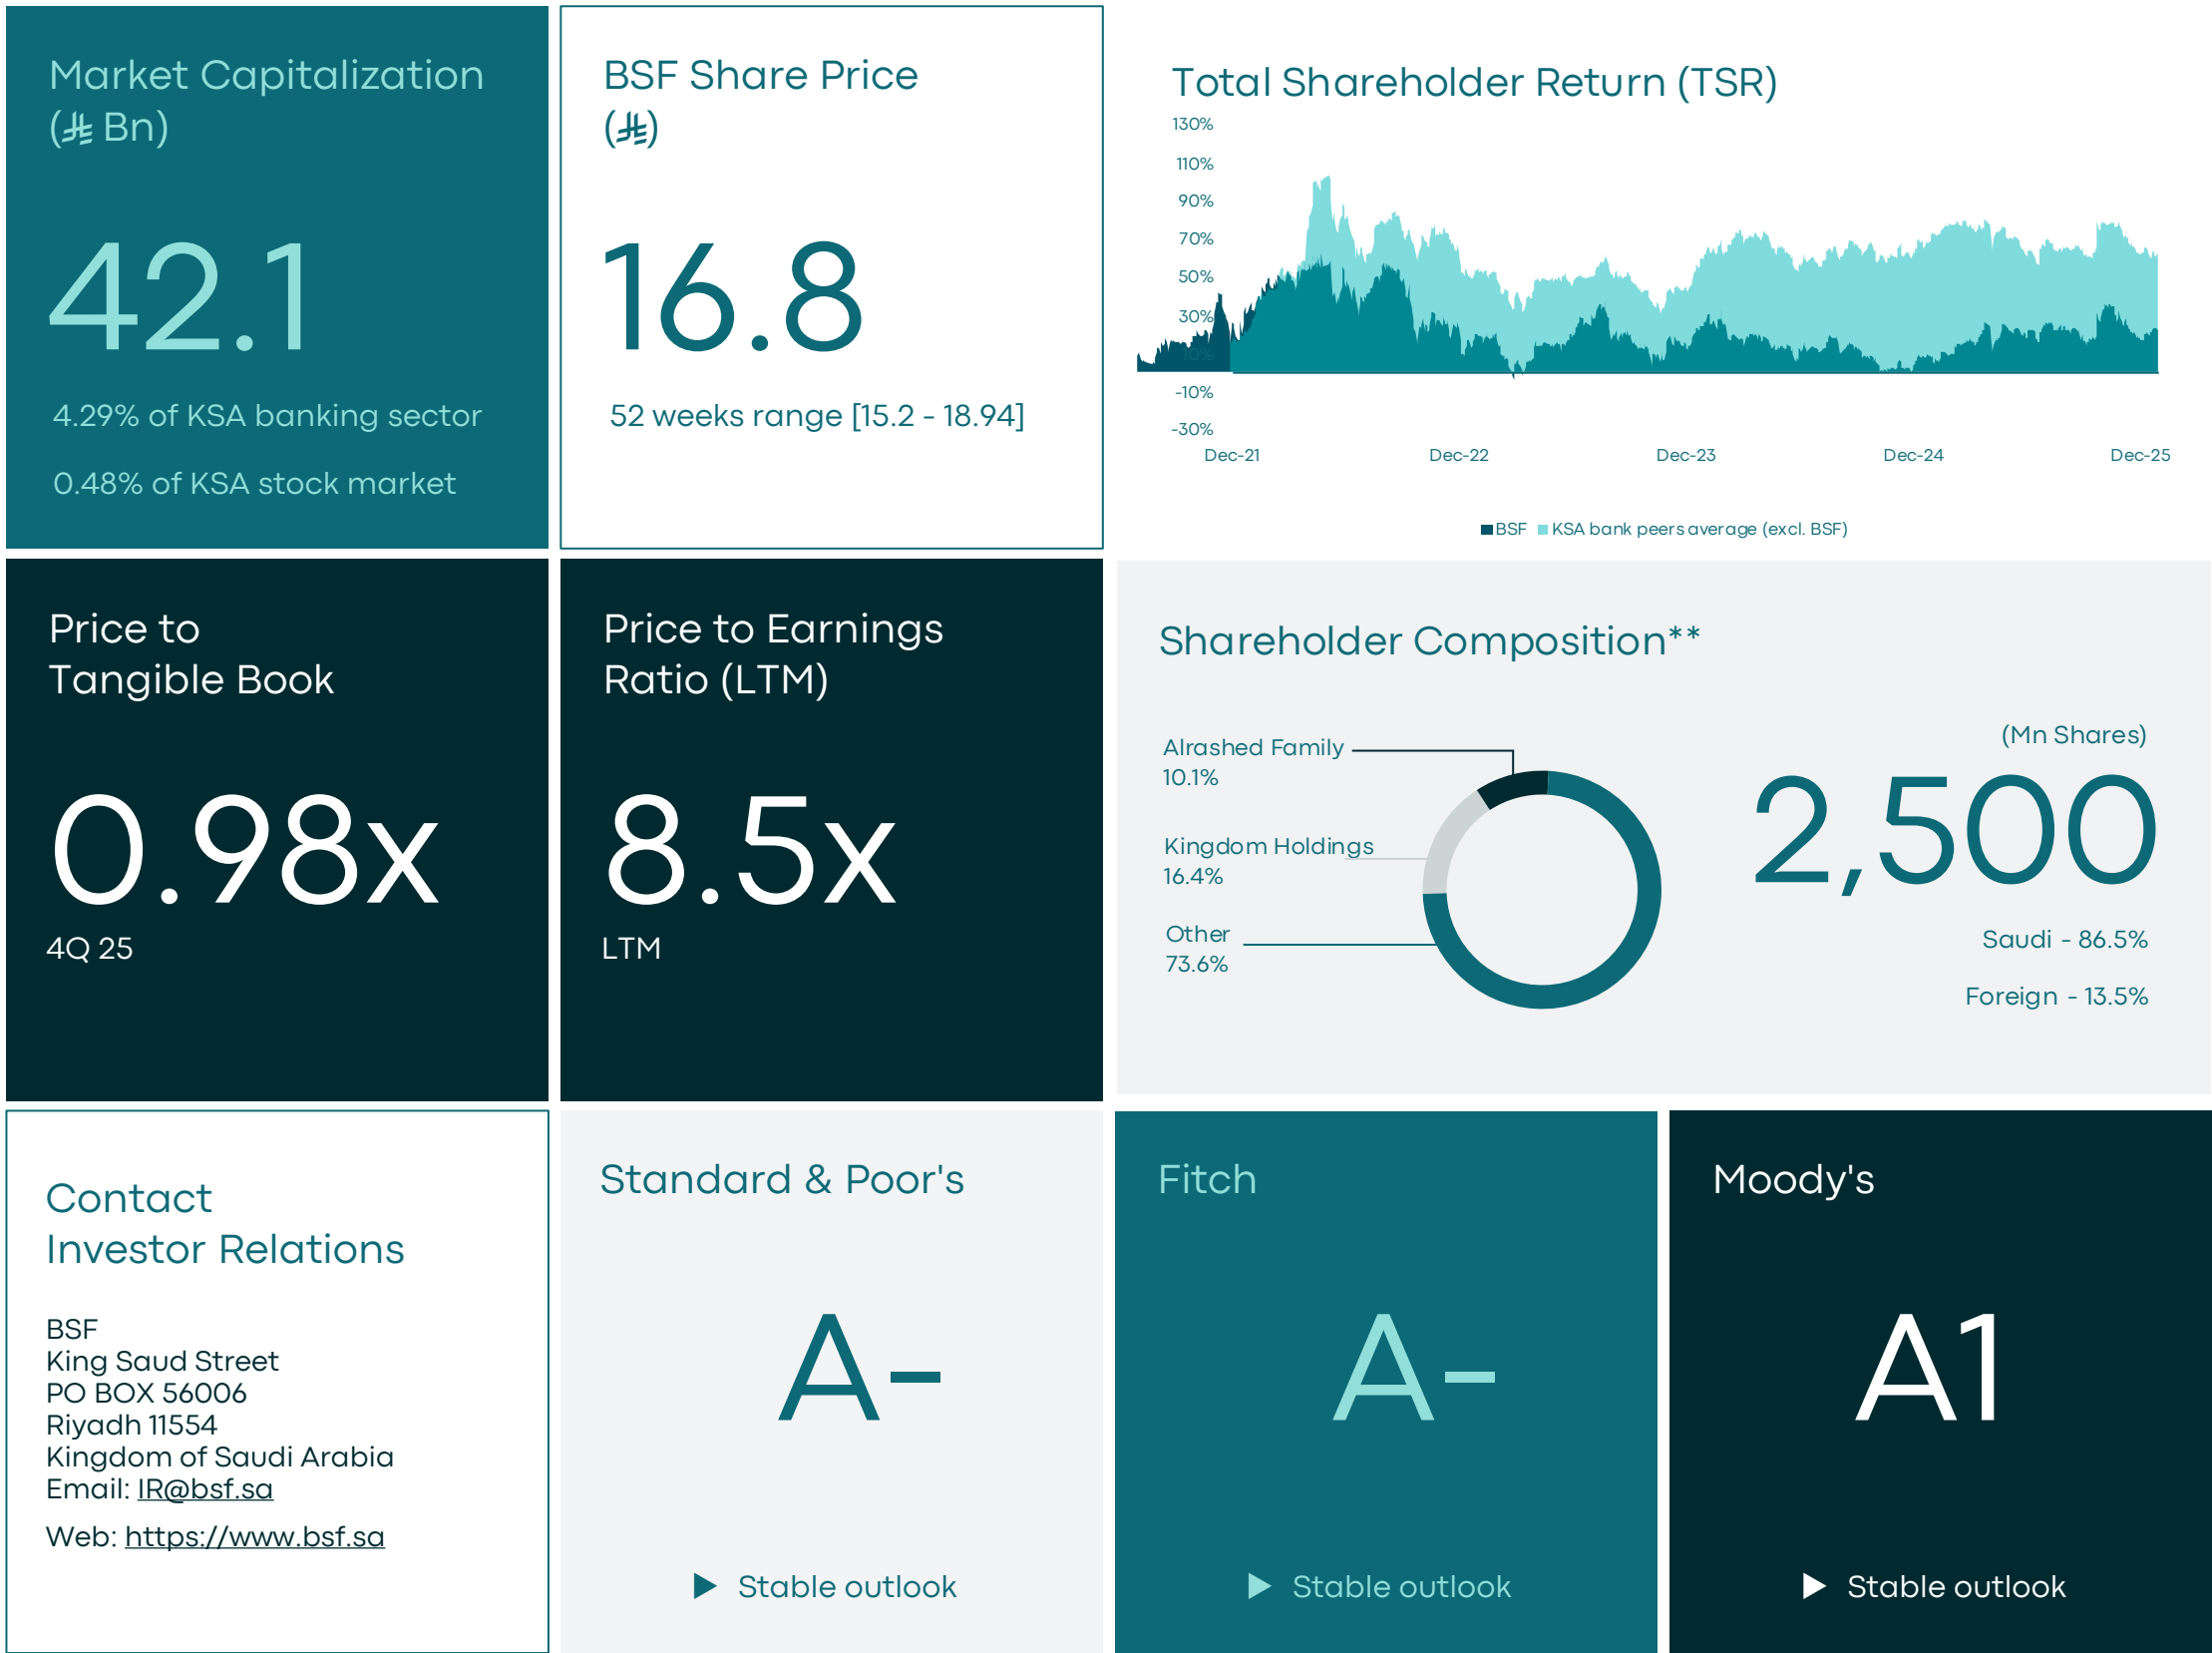 Market Capitalization
(⃁ Bn)
42.1
4.29% of KSA banking sector
0.48% of KSA stock market
BSF Share Price
(⃁)
16.8
52 weeks range [15.2 - 18.94]
Total Shareholder Return (TSR)
130%
110%
90%
70%
50%
30%
10%
-10%
-30%
Dec-21 Dec-22 Dec-23 Dec-24 Dec-25
BSF KSA bank peers average (excl. BSF)
Price to
Tangible Book
0.98x
4Q 25
Price to Earnings
Ratio (LTM)
8.5x
LTM
Shareholder Composition**
Alrashed Family
10.1%
Kingdom Holdings
16.4%
Other
73.6%
(Mn Shares)
2,500
Saudi - 86.5%
Foreign - 13.5%
Contact
Investor Relations
BSF
King Saud Street
PO BOX 56006
Riyadh 11554
Kingdom of Saudi Arabia
Email: IR@bsf.sa
Web: https://www.bsf.sa
Standard & Poor's
A-
Stable outlook
Fitch
A-
Stable outlook
Moody's
A1
Stable outlook